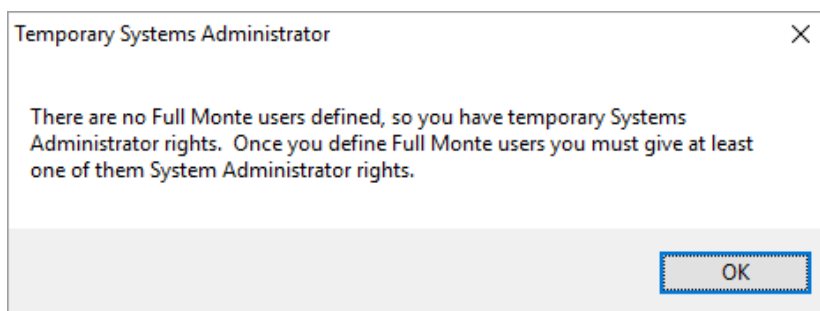 Temporary Systems Administrator
There are no Full Monte users defined, so you have temporary Systems
Administrator rights.  Once you define Full Monte users you must give at least
one of them System Administrator rights.
OK